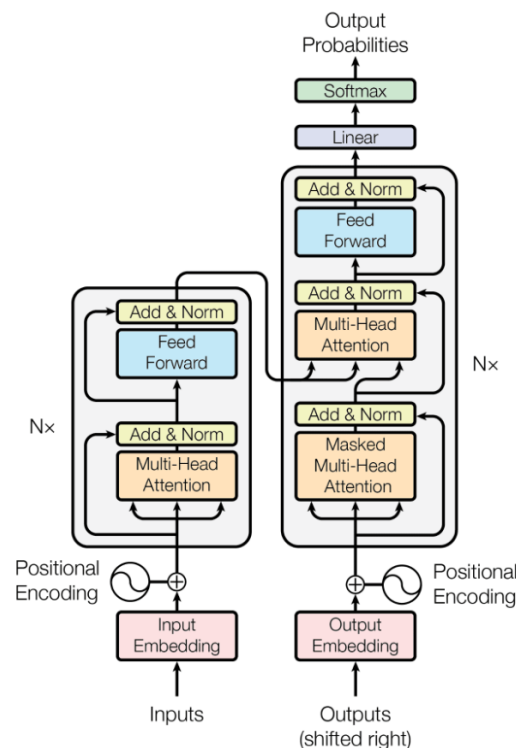 Output
Probabilities
Softmax
Linear
Add & Norm
Feed
Forward
Add & Norm
Multi-Head
Attention
Add & Norm
Masked
Multi-Head
Attention
N×
Add & Norm
Feed
Forward
Add & Norm
Multi-Head
Attention
N×
Positional
Encoding
Positional
Encoding
Input
Embedding
Output
Embedding
Inputs
Outputs
(shifted right)